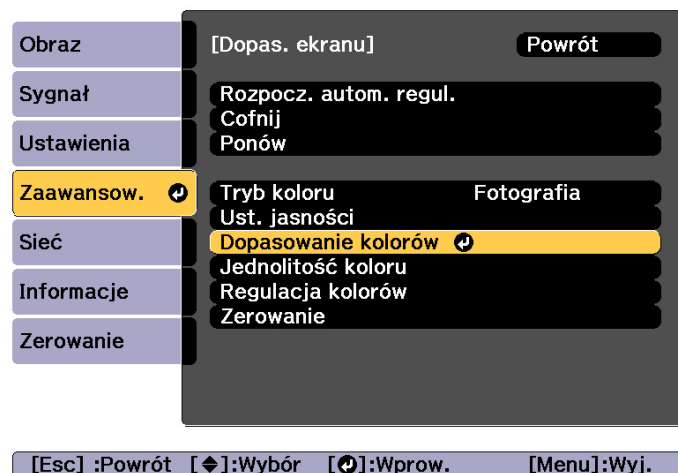 Obraz
Sygnał
Ustawienia
Zaawansow.
Sieć
Informacje
Zerowanie
[Dopas. ekranu] Powrót
Rozpocz. autom. regul.
Cofnij
Ponów
Tryb koloru Fotografia
Ust. jasności
Dopasowanie kolorów
Jednolitość koloru
Regulacja kolorów
Zerowanie
[Esc] :Powrót [◆]:Wybór [↵]:Wprow. [Menu]:Wyj.